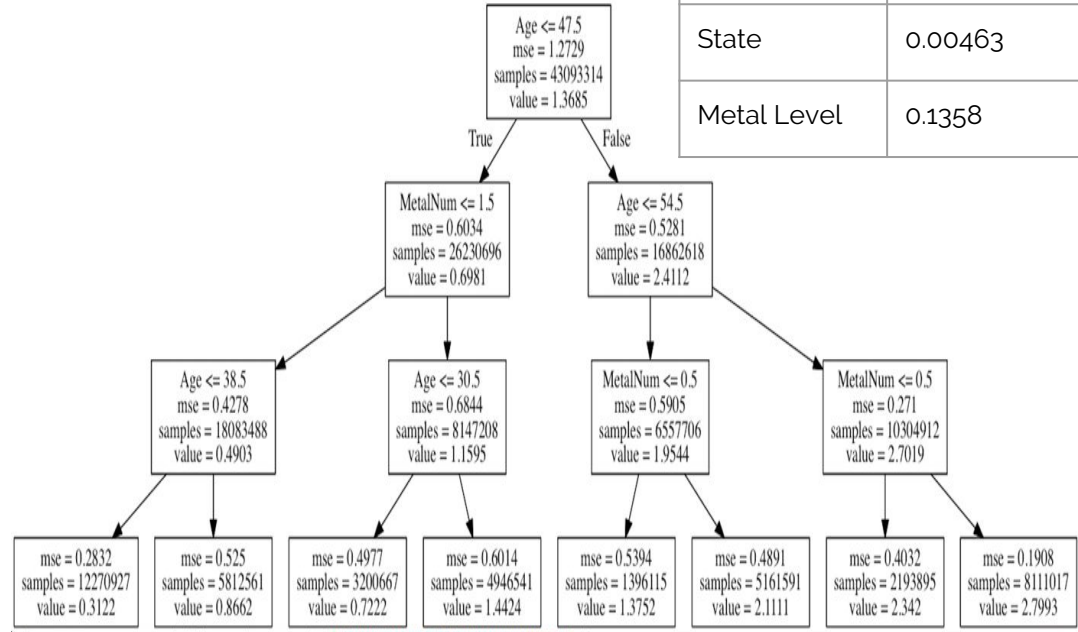 State 0.00463
Metal Level 0.1358
Age <= 47.5
mse = 1.2729
samples = 43093314
value = 1.3685
True
False
MetalNum <= 1.5
mse = 0.6034
samples = 26230696
value = 0.6981
Age <= 54.5
mse = 0.5281
samples = 16862618
value = 2.4112
Age <= 38.5
mse = 0.4278
samples = 18083488
value = 0.4903
Age <= 30.5
mse = 0.6844
samples = 8147208
value = 1.1595
MetalNum <= 0.5
mse = 0.5905
samples = 6557706
value = 1.9544
MetalNum <= 0.5
mse = 0.271
samples = 10304912
value = 2.7019
mse = 0.2832
samples = 12270927
value = 0.3122
mse = 0.525
samples = 5812561
value = 0.8662
mse = 0.4977
samples = 3200667
value = 0.7222
mse = 0.6014
samples = 4946541
value = 1.4424
mse = 0.5394
samples = 1396115
value = 1.3752
mse = 0.4891
samples = 5161591
value = 2.1111
mse = 0.4032
samples = 2193895
value = 2.342
mse = 0.1908
samples = 8111017
value = 2.7993